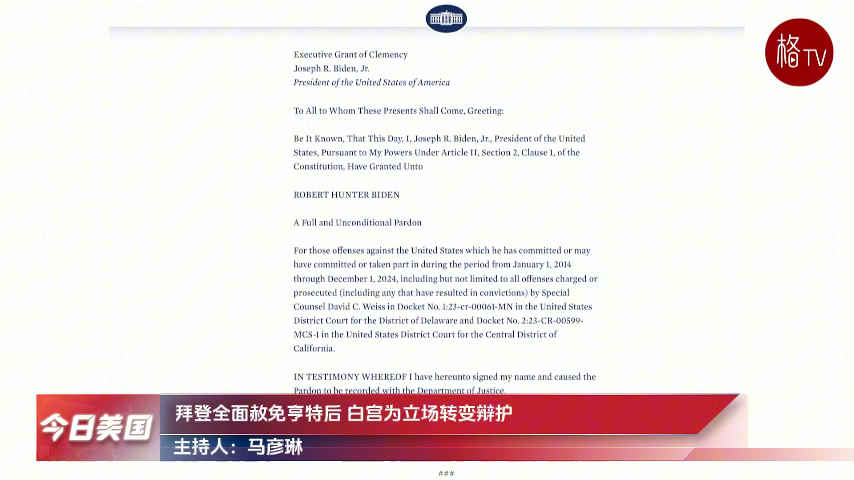 格TV
Executive Grant of Clemency
Joseph R. Biden, Jr.
President of the United States of America
To All to Whom These Presents Shall Come, Greeting:
Be It Known, That This Day, I, Joseph R. Biden, Jr., President of the United
States, Pursuant to My Powers Under Article II, Section 2, Clause 1, of the
Constitution, Have Granted Unto
ROBERT HUNTER BIDEN
A Full and Unconditional Pardon
For those offenses against the United States which he has committed or may
have committed or taken part in during the period from January 1, 2014
through December 1, 2024, including but not limited to all offenses charged or
prosecuted (including any that have resulted in convictions) by Special
Counsel David C. Weiss in Docket No. 1:23-cr-00061-MN in the United States
District Court for the District of Delaware and Docket No. 2:23-CR-00599-
MCS-1 in the United States District Court for the Central District of
California.
IN TESTIMONY WHEREOF I have hereunto signed my name and caused the
Pardon to be recorded with the Department of Justice.
今日美国
拜登全面赦免亨特后 白宫为立场转变辩护
主持人：马彦琳
###